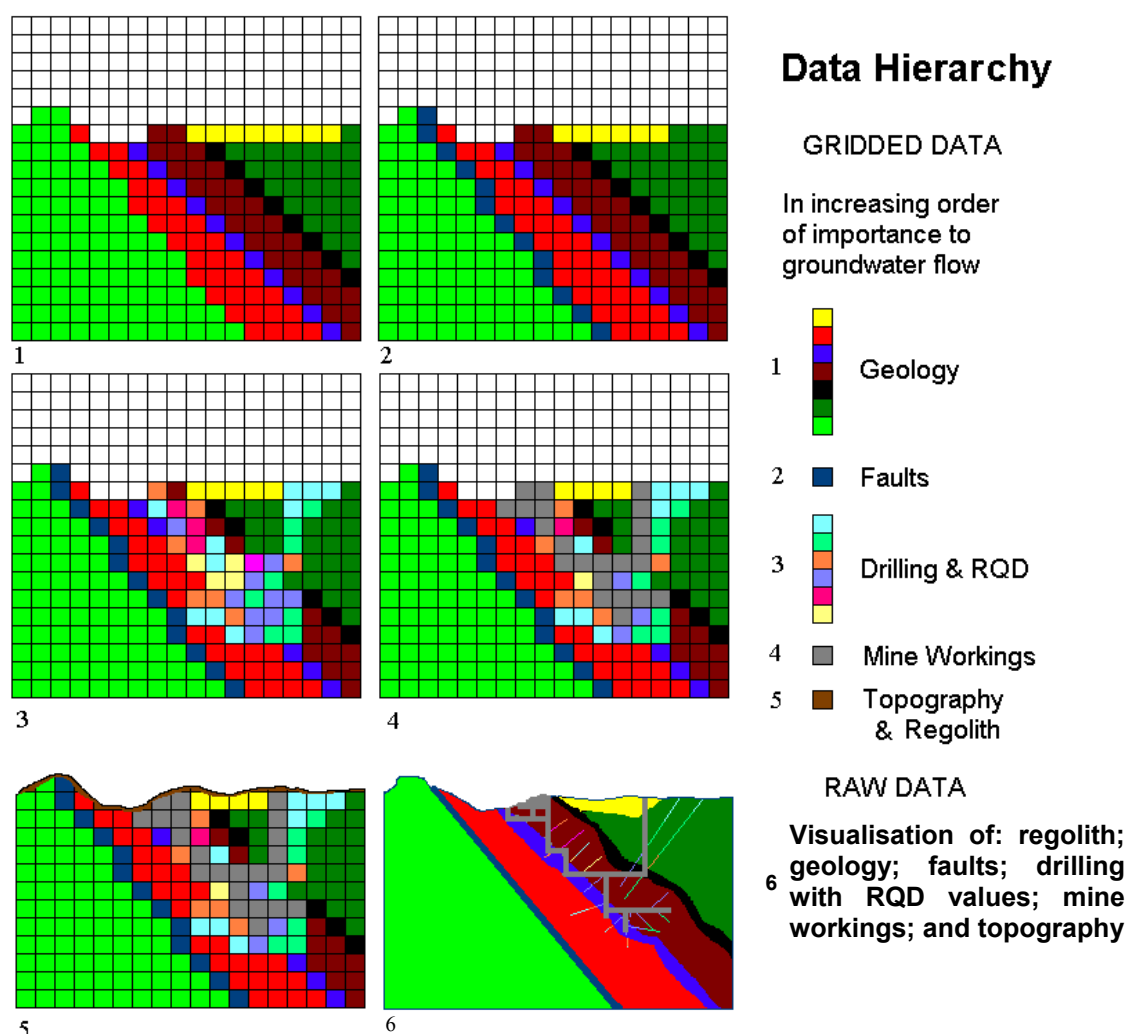 1
2
3
4
5
6
Data Hierarchy
GRIDDED DATA
In increasing order
of importance to
groundwater flow
1 Geology
2 Faults
3 Drilling & RQD
4 Mine Workings
5 Topography
& Regolith
RAW DATA
Visualisation of: regolith;
6 geology; faults; drilling
with RQD values; mine
workings; and topography